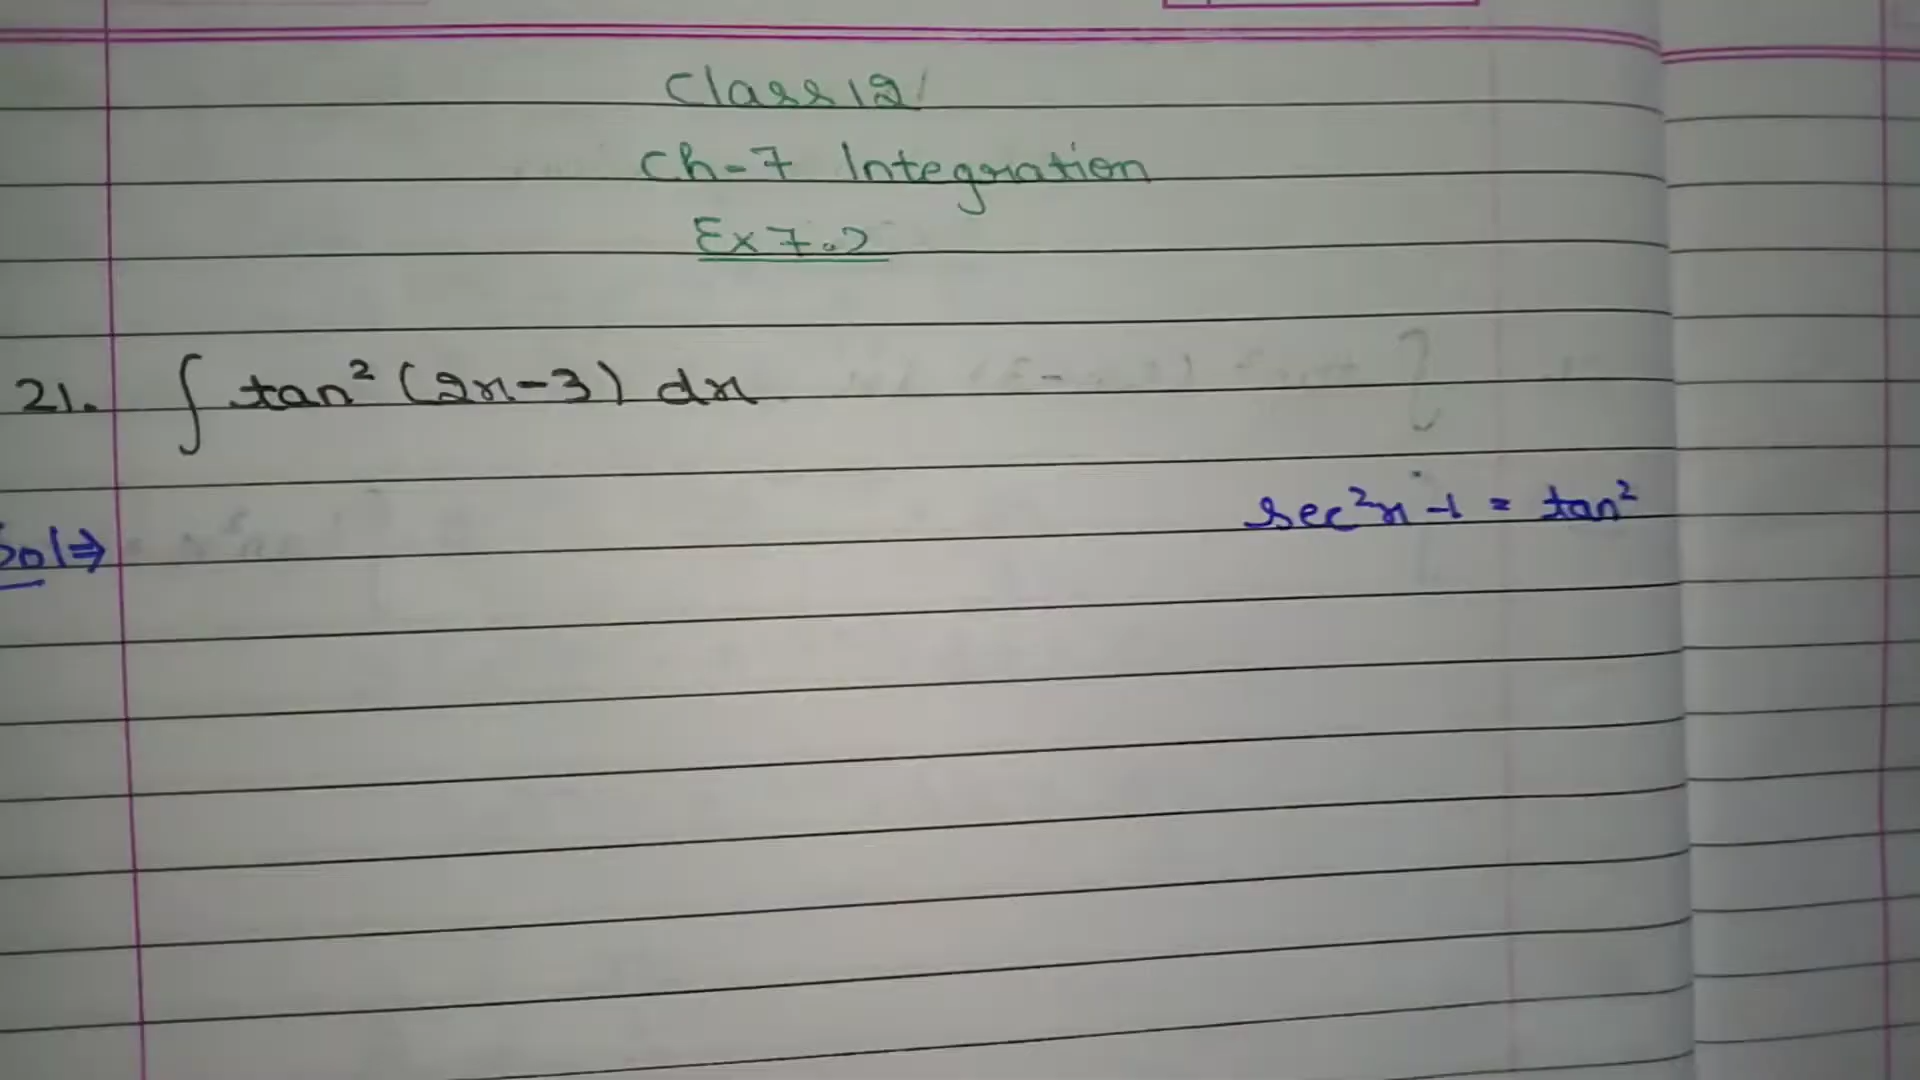 Class 12
Ch-7 Integration
Ex 7.2
21. ∫ tan² (2x-3) dx
sec²x -1 = tan²
Sol⇒